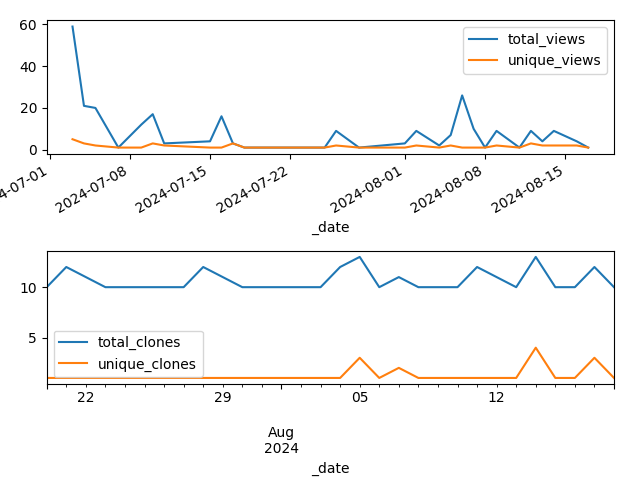 60
40
20
0
total_views
unique_views
4-07-01
2024-07-08
2024-07-15
2024-07-22
2024-08-01
2024-08-08
2024-08-15
_date
10
5
total_clones
unique_clones
22
29
05
12
Aug
2024
_date